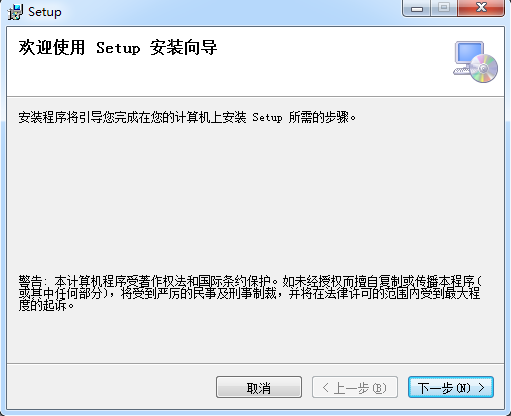 Setup
欢迎使用 Setup 安装向导
安装程序将引导您完成在您的计算机上安装 Setup 所需的步骤。
警告: 本计算机程序受著作权法和国际条约保护。如未经授权而擅自复制或传播本程序(
或其中任何部分)，将受到严厉的民事及刑事制裁，并将在法律许可的范围内受到最大程
度的起诉。
取消
< 上一步(B)
下一步(N) >